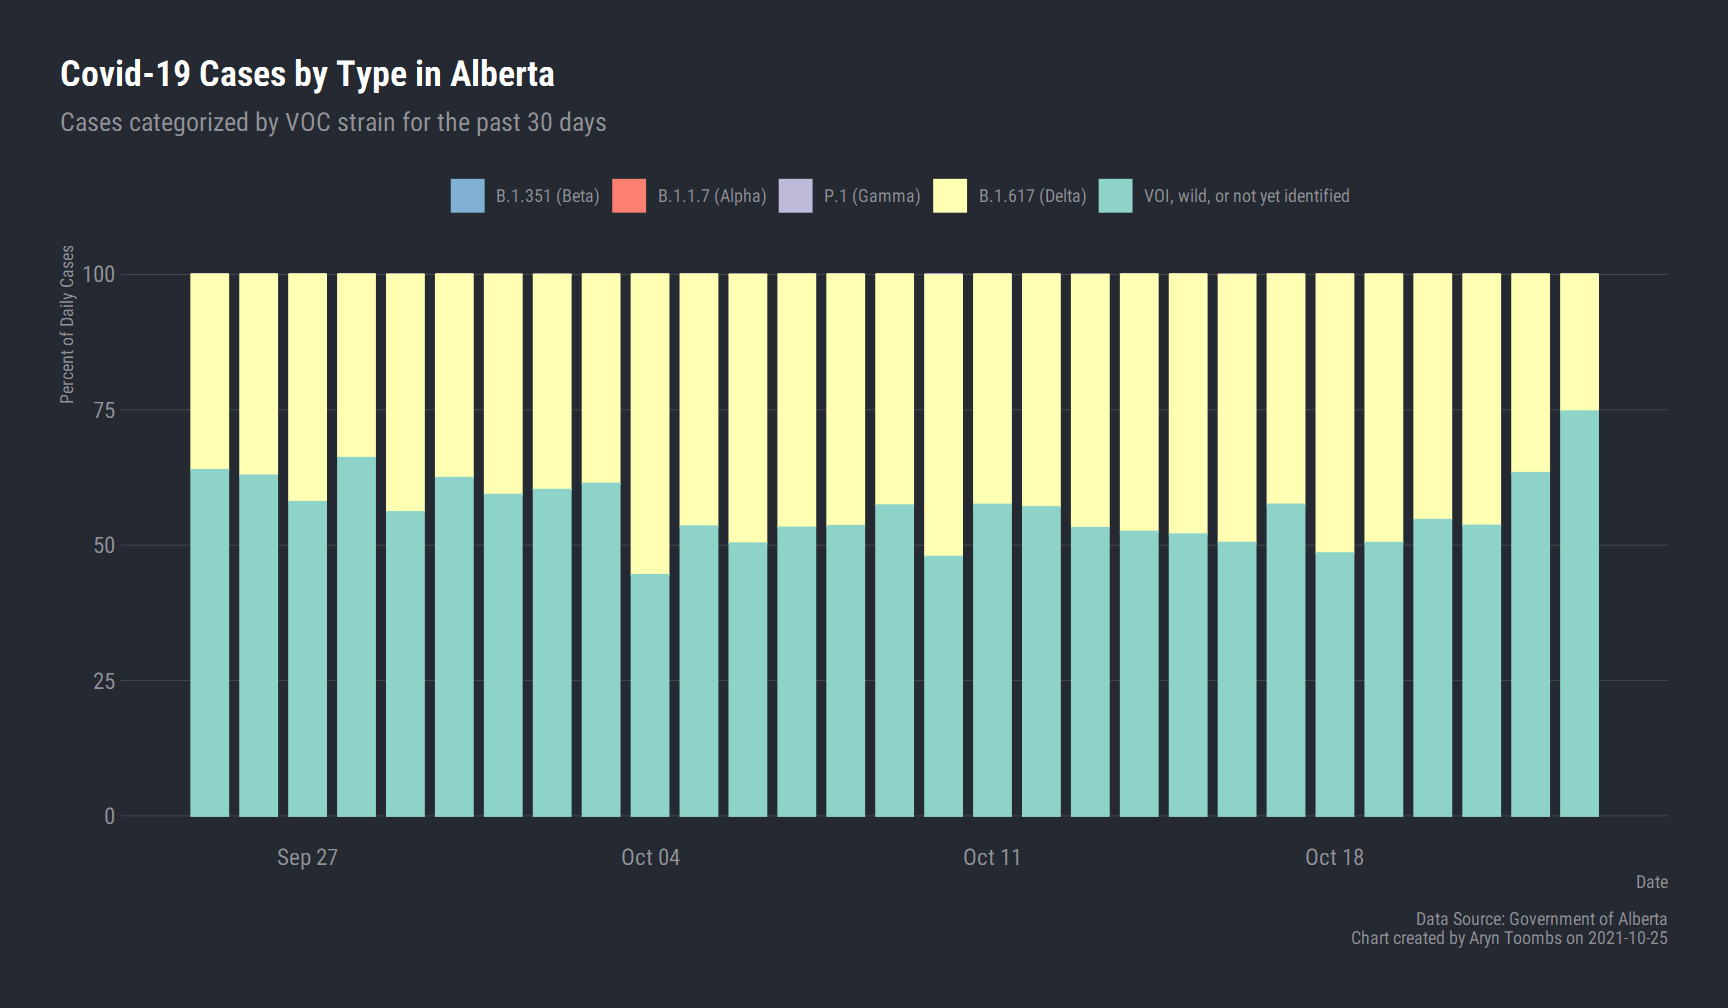 Covid-19 Cases by Type in Alberta
Cases categorized by VOC strain for the past 30 days
B.1.351 (Beta) B.1.1.7 (Alpha) P.1 (Gamma) B.1.617 (Delta) VOI, wild, or not yet identified
Percent of Daily Cases
100
75
50
25
0
Sep 27 Oct 04 Oct 11 Oct 18
Date
Data Source: Government of Alberta
Chart created by Aryn Toombs on 2021-10-25